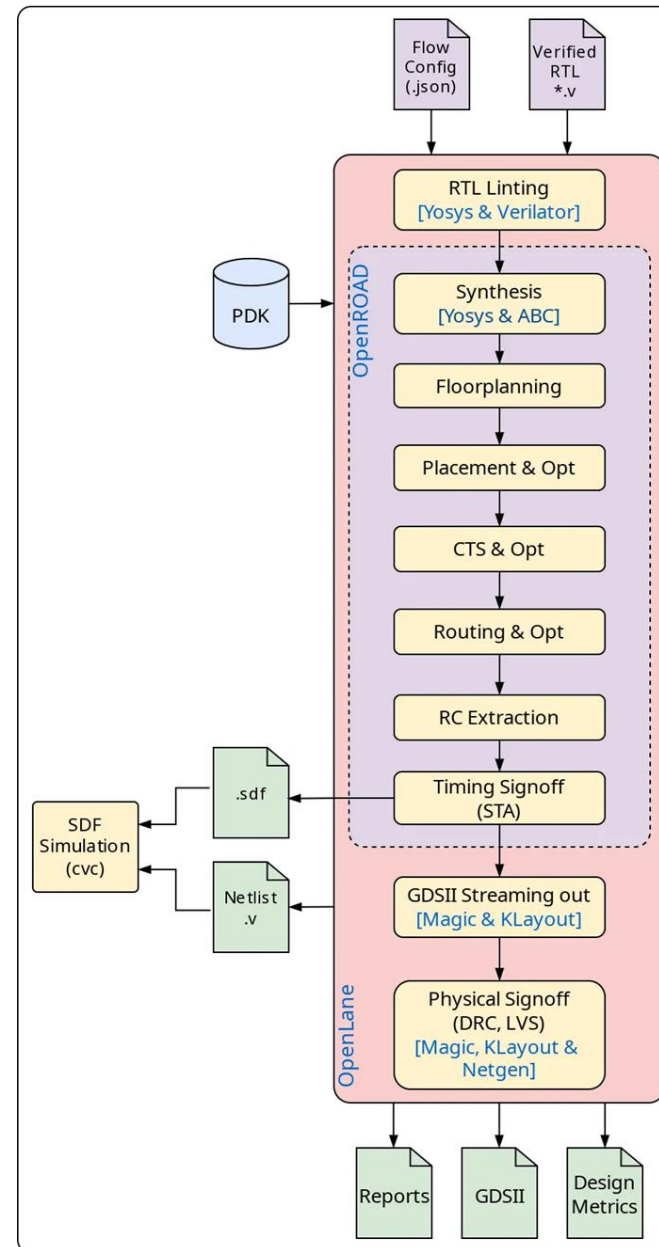 Flow
Config
(.json)
Verified
RTL
*.v
RTL Linting
[Yosys & Verilator]
OpenROAD
PDK
Synthesis
[Yosys & ABC]
Floorplanning
Placement & Opt
CTS & Opt
Routing & Opt
RC Extraction
Timing Signoff
(STA)
.sdf
SDF
Simulation
(cvc)
Netlist
.v
GDSII Streaming out
[Magic & KLayout]
OpenLane
Physical Signoff
(DRC, LVS)
[Magic, KLayout &
Netgen]
Reports
GDSII
Design
Metrics